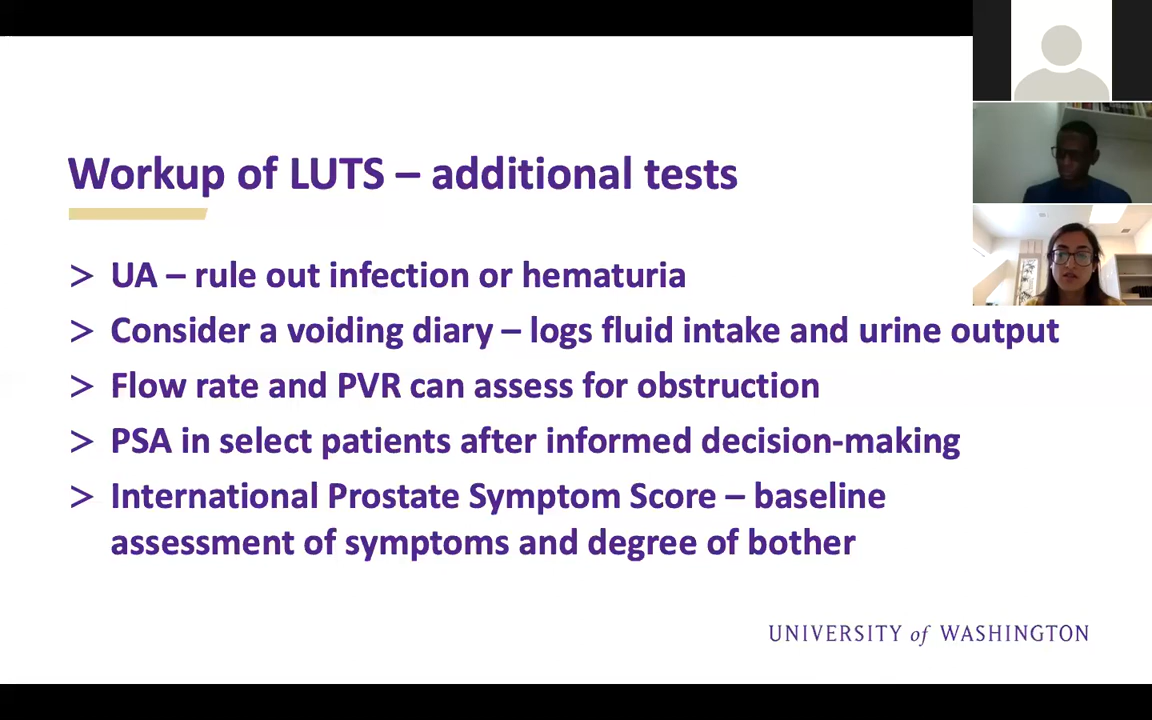 Workup of LUTS – additional tests
> UA – rule out infection or hematuria
> Consider a voiding diary – logs fluid intake and urine output
> Flow rate and PVR can assess for obstruction
> PSA in select patients after informed decision-making
> International Prostate Symptom Score – baseline
assessment of symptoms and degree of bother
UNIVERSITY of WASHINGTON